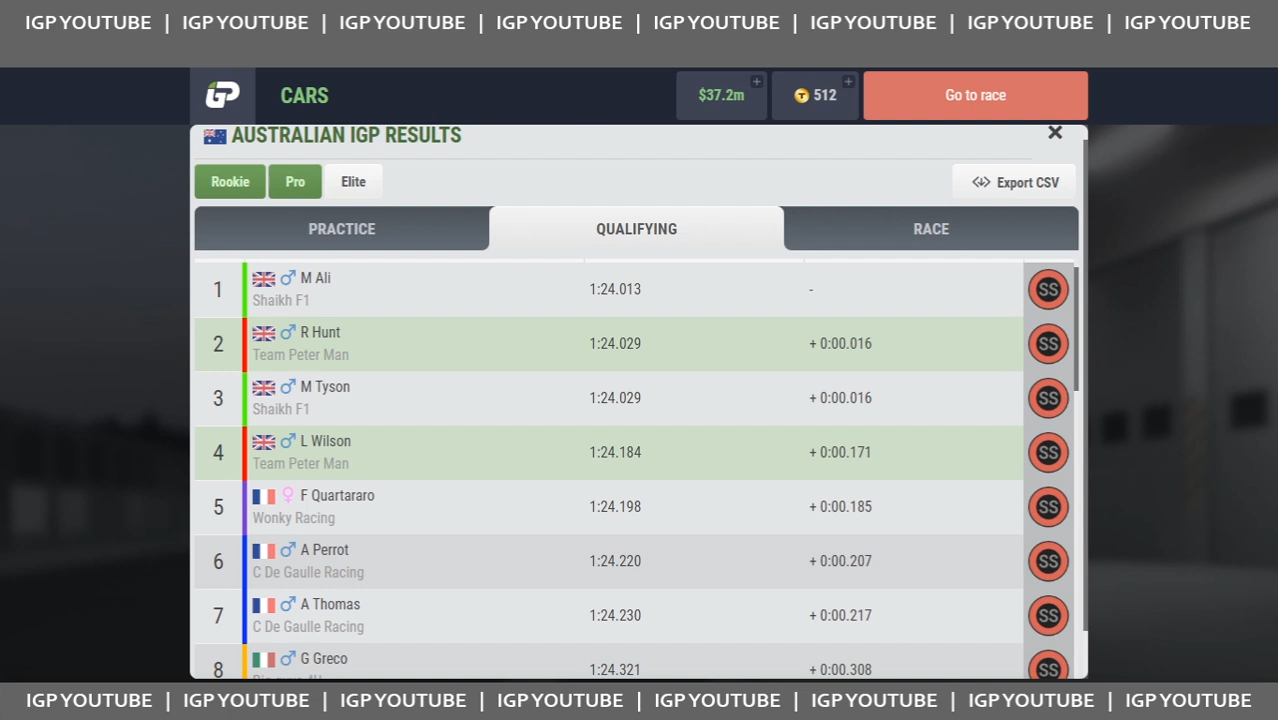 IGP YOUTUBE | IGP YOUTUBE | IGP YOUTUBE | IGP YOUTUBE | IGP YOUTUBE | IGP YOUTUBE | IGP YOUTUBE | IGP YOUTUBE
iGP CARS $37.2m + T 512 + Go to race
AUSTRALIAN IGP RESULTS
Rookie Pro Elite Export CSV
PRACTICE QUALIFYING RACE
1 M Ali 1:24.013 - SS
Shaikh F1
2 R Hunt 1:24.029 + 0:00.016 SS
Team Peter Man
3 M Tyson 1:24.029 + 0:00.016 SS
Shaikh F1
4 L Wilson 1:24.184 + 0:00.171 SS
Team Peter Man
5 F Quartararo 1:24.198 + 0:00.185 SS
Wonky Racing
6 A Perrot 1:24.220 + 0:00.207 SS
C De Gaulle Racing
7 A Thomas 1:24.230 + 0:00.217 SS
C De Gaulle Racing
8 G Greco 1:24.321 + 0:00.308 SS
IGP YOUTUBE | IGP YOUTUBE | IGP YOUTUBE | IGP YOUTUBE | IGP YOUTUBE | IGP YOUTUBE | IGP YOUTUBE | IGP YOUTUBE